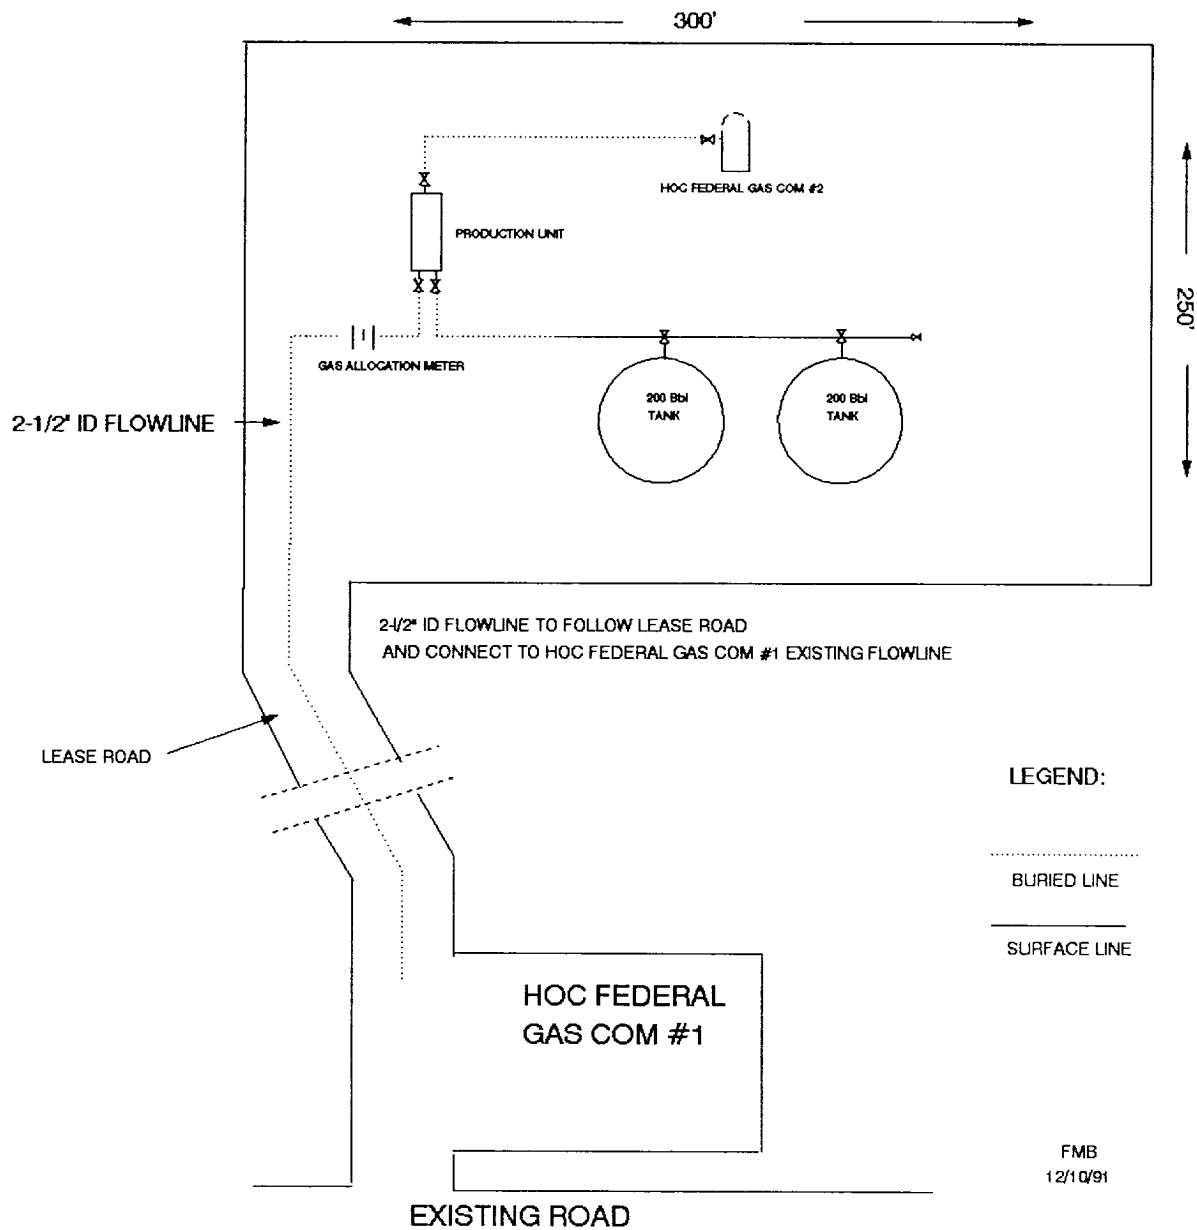 300'
HOC FEDERAL GAS COM #2
PRODUCTION UNIT
250'
GAS ALLOCATION METER
200 Bbl
TANK
200 Bbl
TANK
2-1/2" ID FLOWLINE
2-1/2" ID FLOWLINE TO FOLLOW LEASE ROAD
AND CONNECT TO HOC FEDERAL GAS COM #1 EXISTING FLOWLINE
LEASE ROAD
LEGEND:
BURIED LINE
SURFACE LINE
HOC FEDERAL
GAS COM #1
FMB
12/10/91
EXISTING ROAD